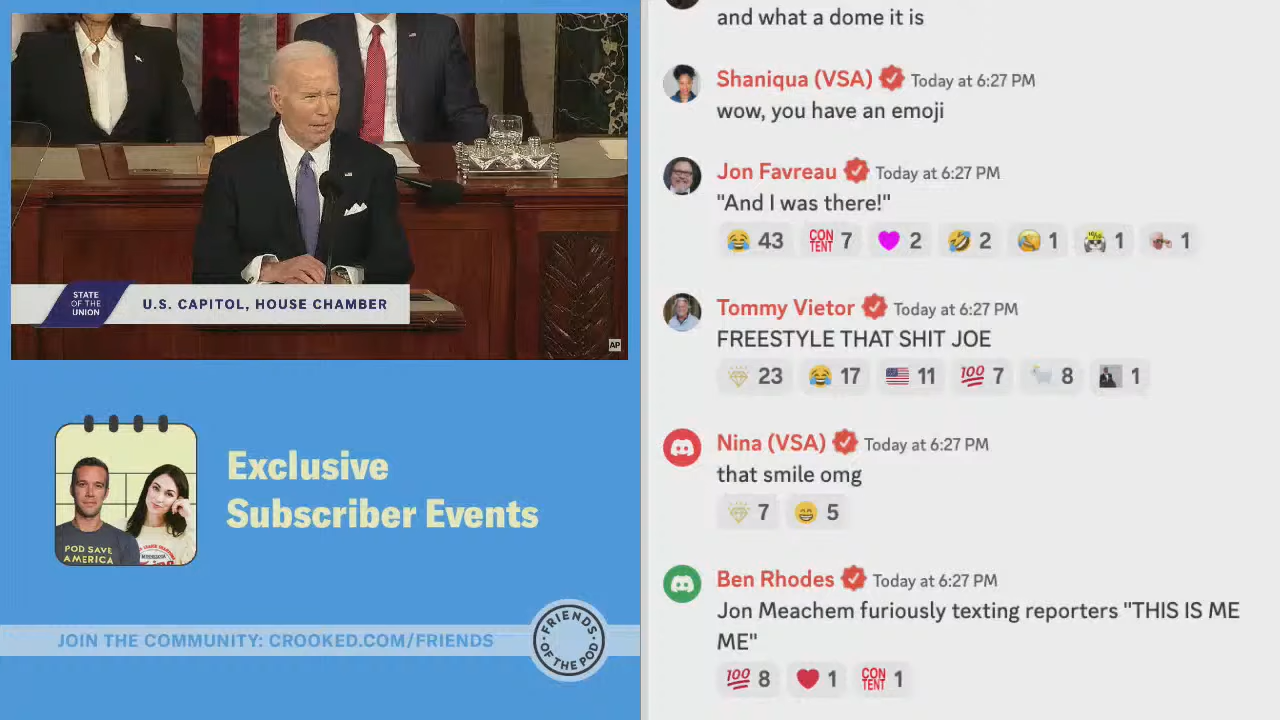 STATE
OF THE
UNION
U.S. CAPITOL, HOUSE CHAMBER
AP
POD SAVE
AMERICA
Exclusive
Subscriber Events
JOIN THE COMMUNITY: CROOKED.COM/FRIENDS
FRIENDS
OF THE POD
and what a dome it is
Shaniqua (VSA) Today at 6:27 PM
wow, you have an emoji
Jon Favreau Today at 6:27 PM
"And I was there!"
43 CON
TENT 7 2 2 1 1 1
Tommy Vietor Today at 6:27 PM
FREESTYLE THAT SHIT JOE
23 17 11 100 7 8 1
Nina (VSA) Today at 6:27 PM
that smile omg
7 5
Ben Rhodes Today at 6:27 PM
Jon Meachem furiously texting reporters "THIS IS ME
ME"
100 8 1 CON
TENT 1